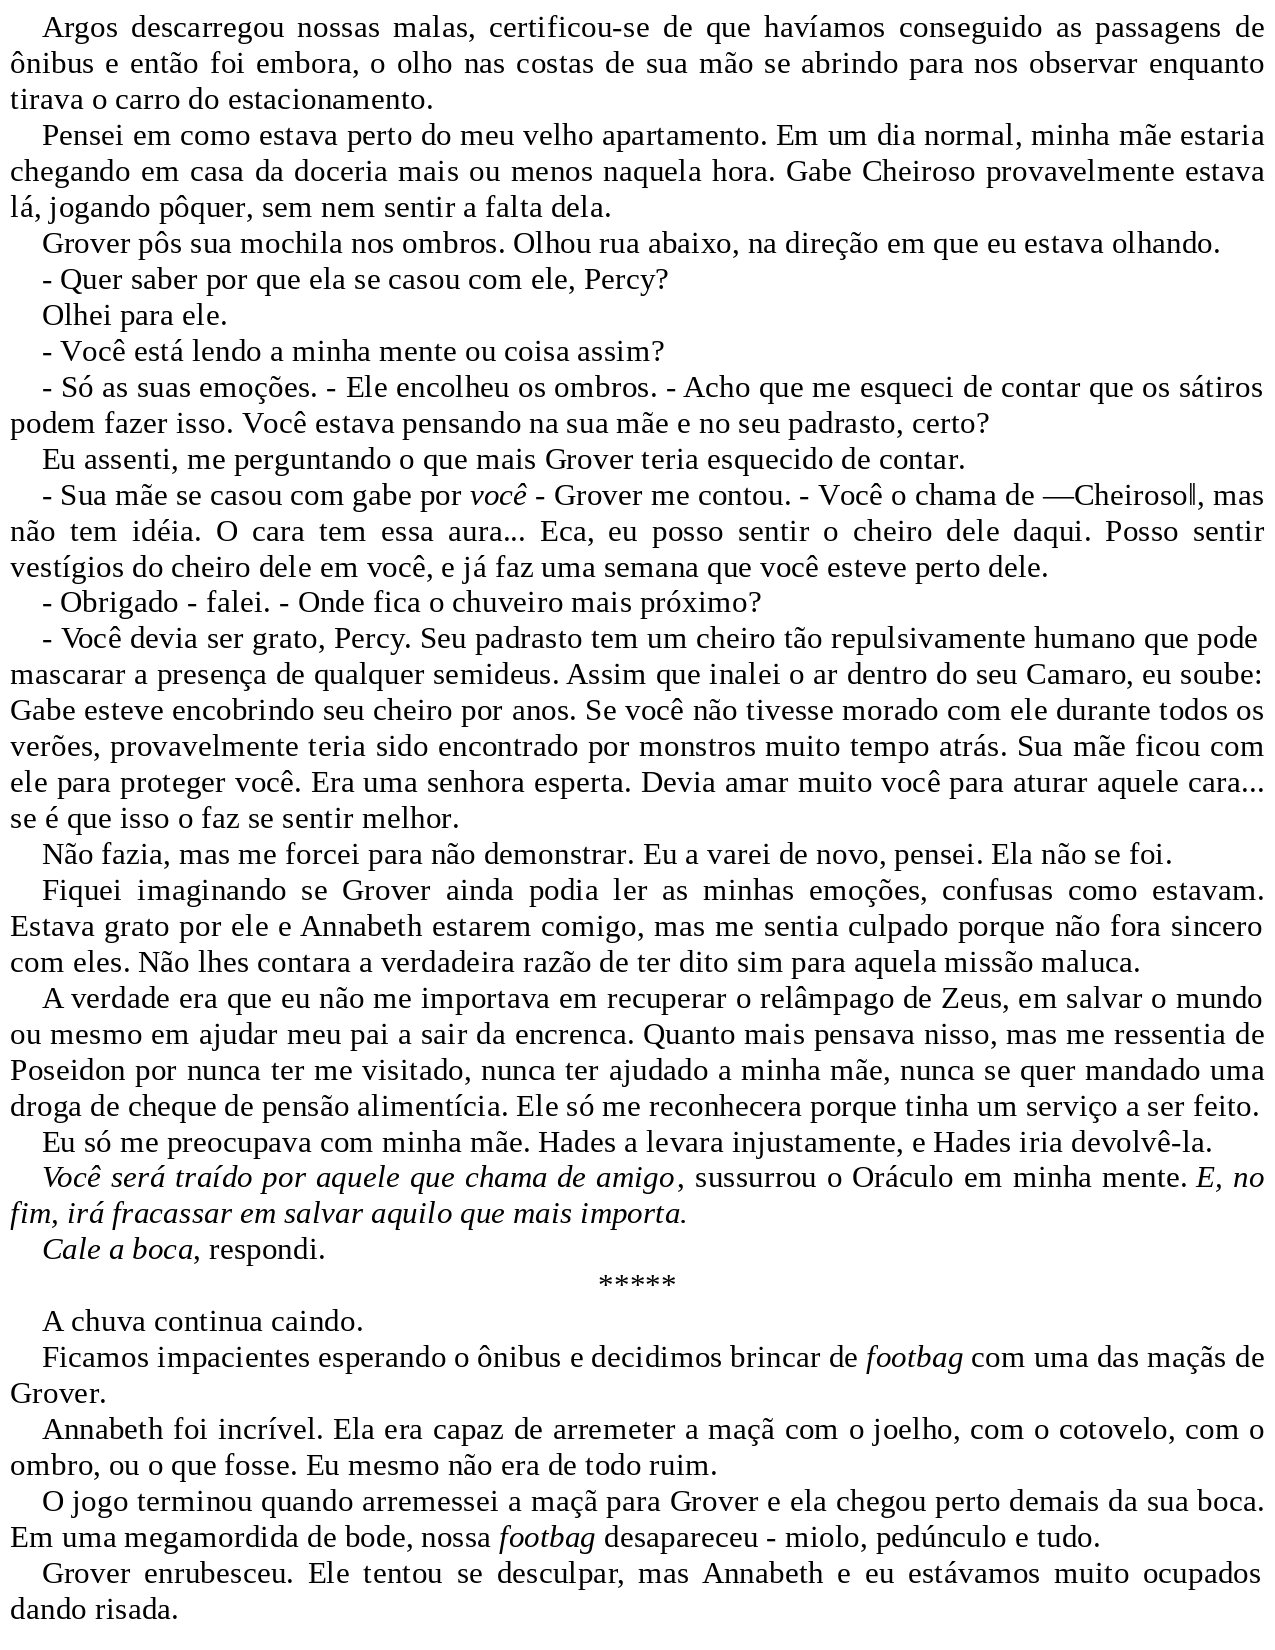 Argos descarregou nossas malas, certificou-se de que havíamos conseguido as passagens de
ônibus e então foi embora, o olho nas costas de sua mão se abrindo para nos observar enquanto
tirava o carro do estacionamento.
Pensei em como estava perto do meu velho apartamento. Em um dia normal, minha mãe estaria
chegando em casa da doceria mais ou menos naquela hora. Gabe Cheiroso provavelmente estava
lá, jogando pôquer, sem nem sentir a falta dela.
Grover pôs sua mochila nos ombros. Olhou rua abaixo, na direção em que eu estava olhando.
- Quer saber por que ela se casou com ele, Percy?
Olhei para ele.
- Você está lendo a minha mente ou coisa assim?
- Só as suas emoções. - Ele encolheu os ombros. - Acho que me esqueci de contar que os sátiros
podem fazer isso. Você estava pensando na sua mãe e no seu padrasto, certo?
Eu assenti, me perguntando o que mais Grover teria esquecido de contar.
- Sua mãe se casou com gabe por você - Grover me contou. - Você o chama de ―Cheiroso‖, mas
não tem idéia. O cara tem essa aura... Eca, eu posso sentir o cheiro dele daqui. Posso sentir
vestígios do cheiro dele em você, e já faz uma semana que você esteve perto dele.
- Obrigado - falei. - Onde fica o chuveiro mais próximo?
- Você devia ser grato, Percy. Seu padrasto tem um cheiro tão repulsivamente humano que pode
mascarar a presença de qualquer semideus. Assim que inalei o ar dentro do seu Camaro, eu soube:
Gabe esteve encobrindo seu cheiro por anos. Se você não tivesse morado com ele durante todos os
verões, provavelmente teria sido encontrado por monstros muito tempo atrás. Sua mãe ficou com
ele para proteger você. Era uma senhora esperta. Devia amar muito você para aturar aquele cara...
se é que isso o faz se sentir melhor.
Não fazia, mas me forcei para não demonstrar. Eu a varei de novo, pensei. Ela não se foi.
Fiquei imaginando se Grover ainda podia ler as minhas emoções, confusas como estavam.
Estava grato por ele e Annabeth estarem comigo, mas me sentia culpado porque não fora sincero
com eles. Não lhes contara a verdadeira razão de ter dito sim para aquela missão maluca.
A verdade era que eu não me importava em recuperar o relâmpago de Zeus, em salvar o mundo
ou mesmo em ajudar meu pai a sair da encrenca. Quanto mais pensava nisso, mas me ressentia de
Poseidon por nunca ter me visitado, nunca ter ajudado a minha mãe, nunca se quer mandado uma
droga de cheque de pensão alimentícia. Ele só me reconhecera porque tinha um serviço a ser feito.
Eu só me preocupava com minha mãe. Hades a levara injustamente, e Hades iria devolvê-la.
Você será traído por aquele que chama de amigo, sussurrou o Oráculo em minha mente. E, no
fim, irá fracassar em salvar aquilo que mais importa.
Cale a boca, respondi.
*****
A chuva continua caindo.
Ficamos impacientes esperando o ônibus e decidimos brincar de footbag com uma das maçãs de
Grover.
Annabeth foi incrível. Ela era capaz de arremeter a maçã com o joelho, com o cotovelo, com o
ombro, ou o que fosse. Eu mesmo não era de todo ruim.
O jogo terminou quando arremessei a maçã para Grover e ela chegou perto demais da sua boca.
Em uma megamordida de bode, nossa footbag desapareceu - miolo, pedúnculo e tudo.
Grover enrubesceu. Ele tentou se desculpar, mas Annabeth e eu estávamos muito ocupados
dando risada.